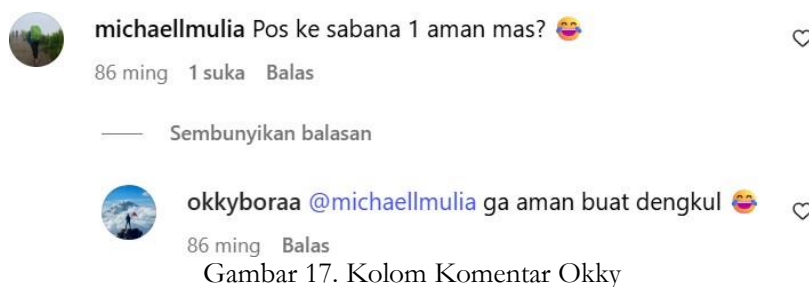 michaellmulia Pos ke sabana 1 aman mas? 😂
86 ming 1 suka Balas
Sembunyikan balasan
okkyboraa @michaellmulia ga aman buat dengkul 😂
86 ming Balas
Gambar 17. Kolom Komentar Okky